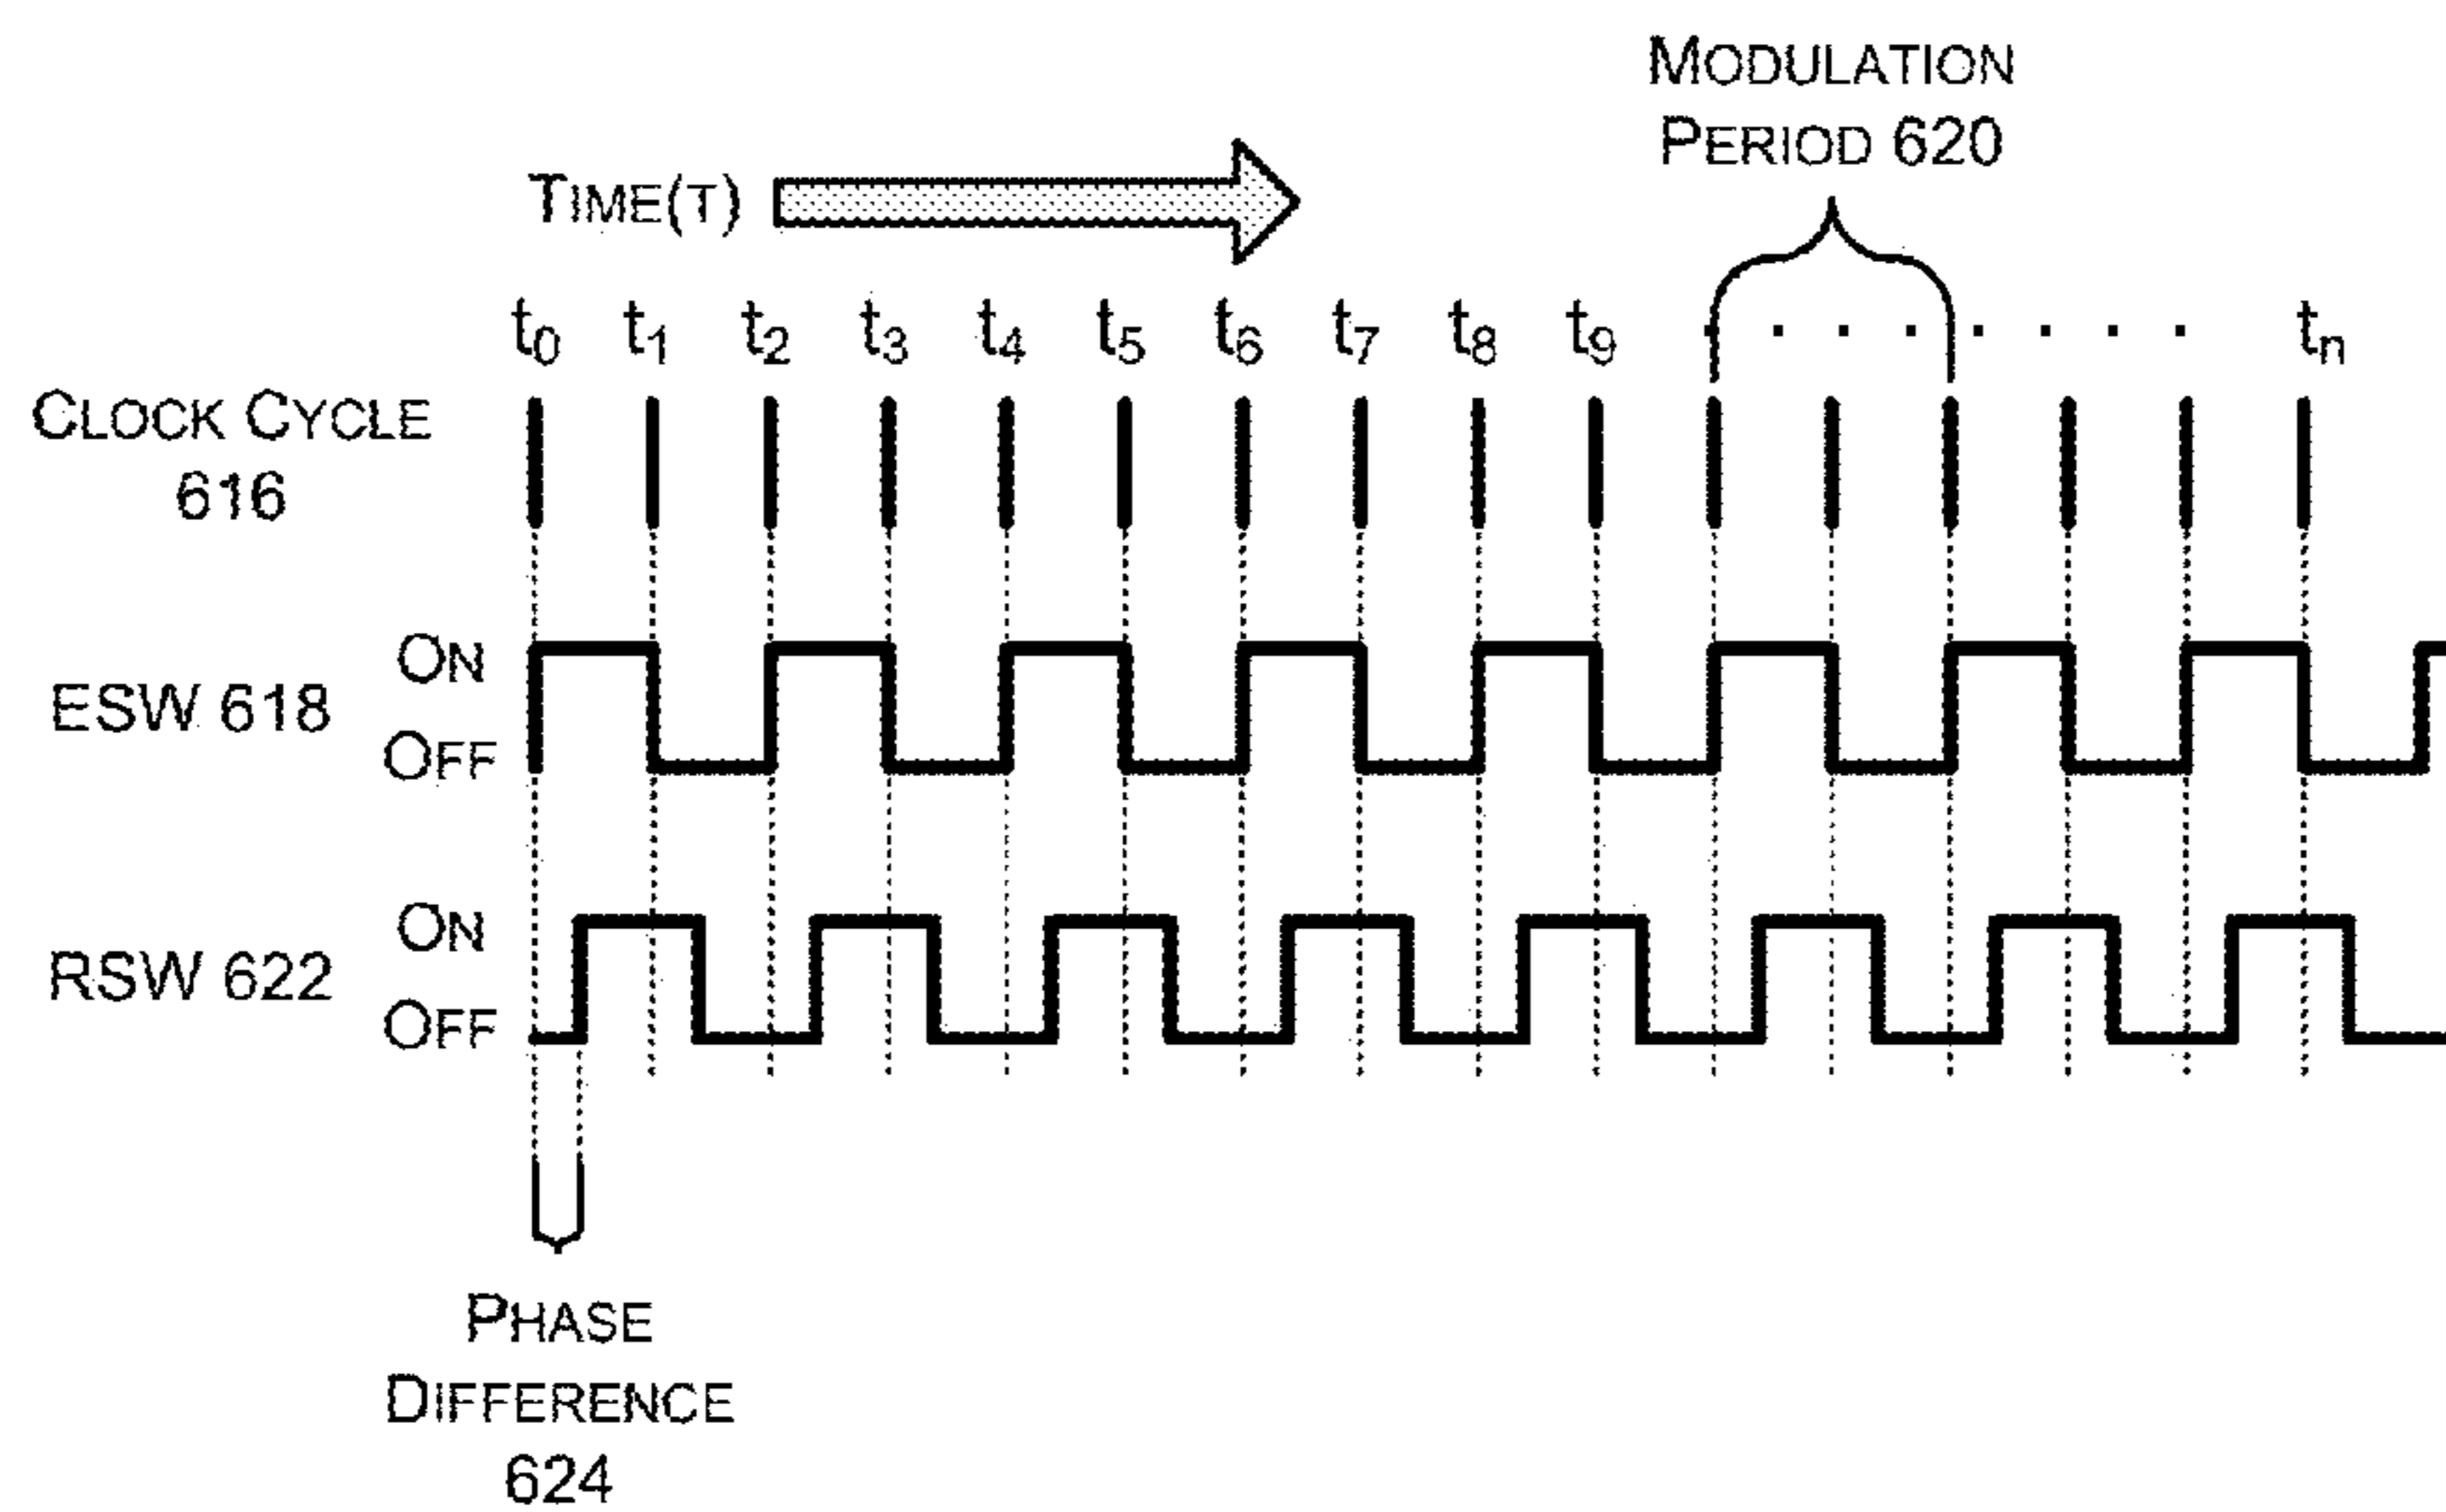 MODULATION
PERIOD 620
TIME(T)
t0 t1 t2 t3 t4 t5 t6 t7 t8 t9 . . . . . . . . tn
CLOCK CYCLE
616
ON
ESW 618
OFF
ON
RSW 622
OFF
PHASE
DIFFERENCE
624